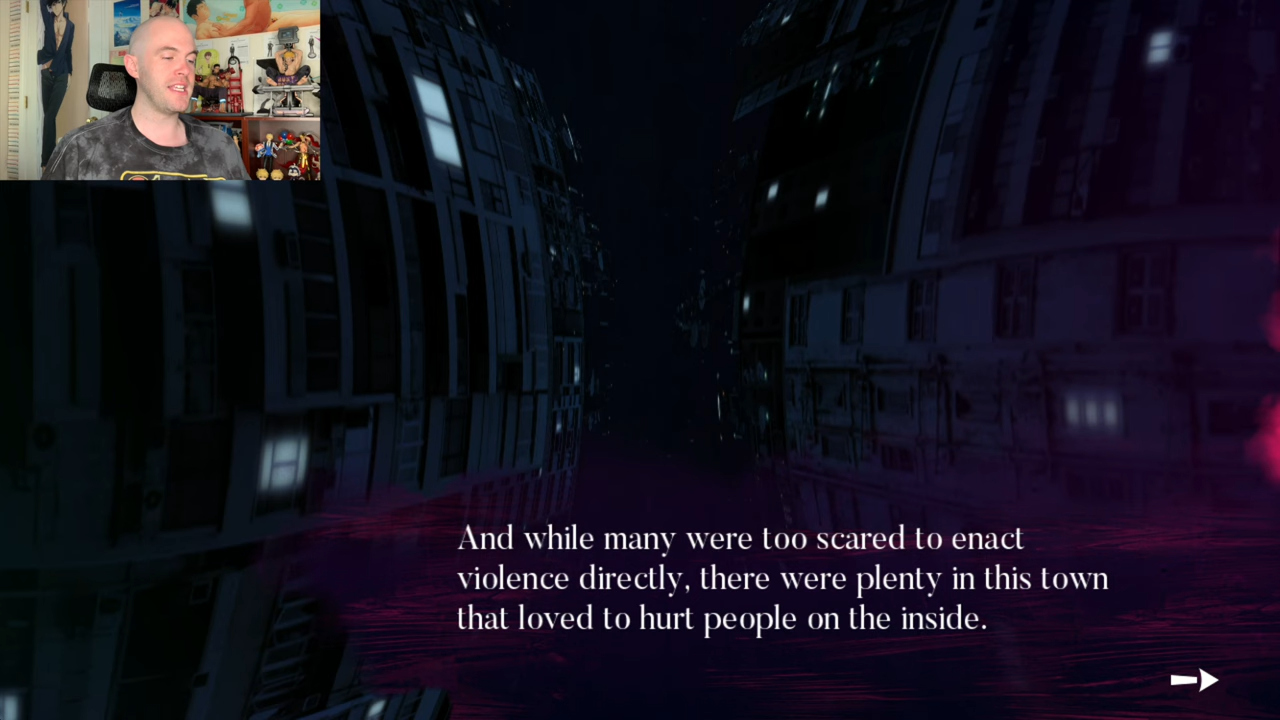 And while many were too scared to enact
violence directly, there were plenty in this town
that loved to hurt people on the inside.